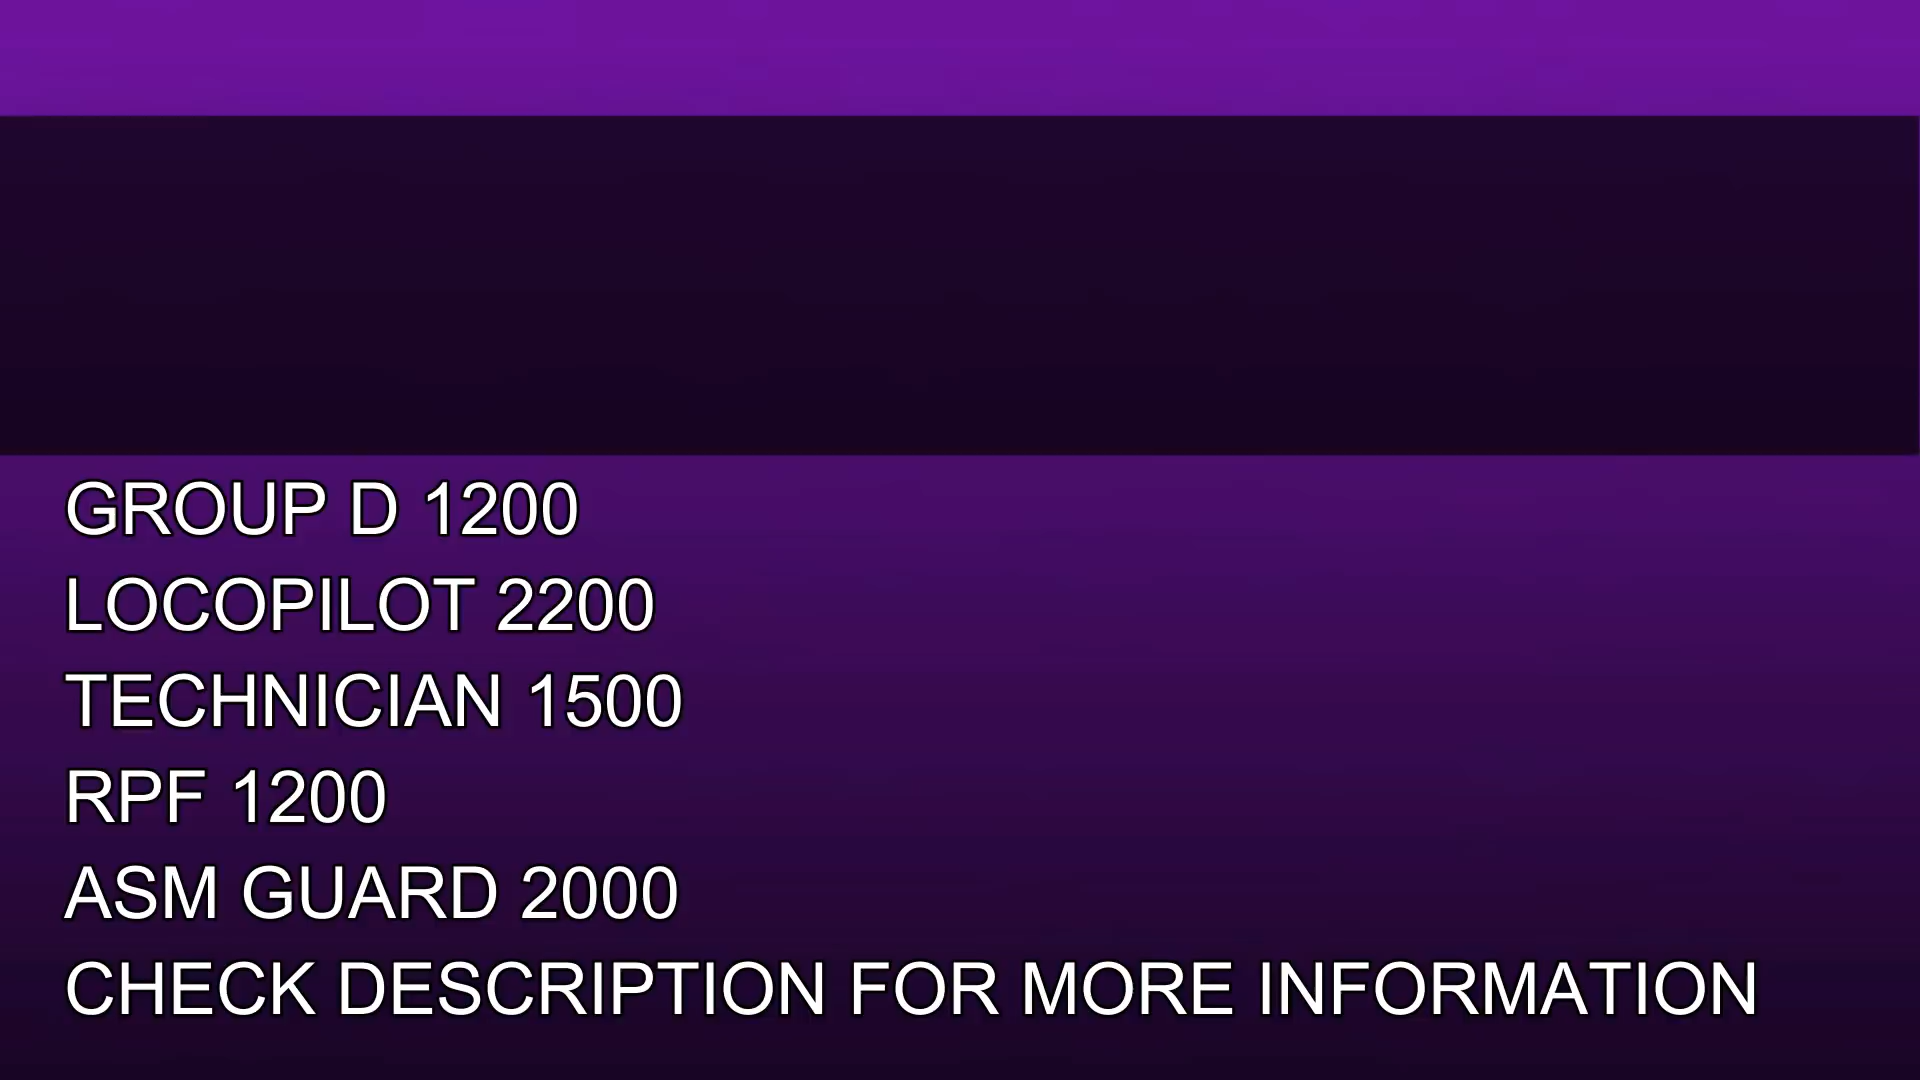 GROUP D 1200
LOCOPILOT 2200
TECHNICIAN 1500
RPF 1200
ASM GUARD 2000
CHECK DESCRIPTION FOR MORE INFORMATION